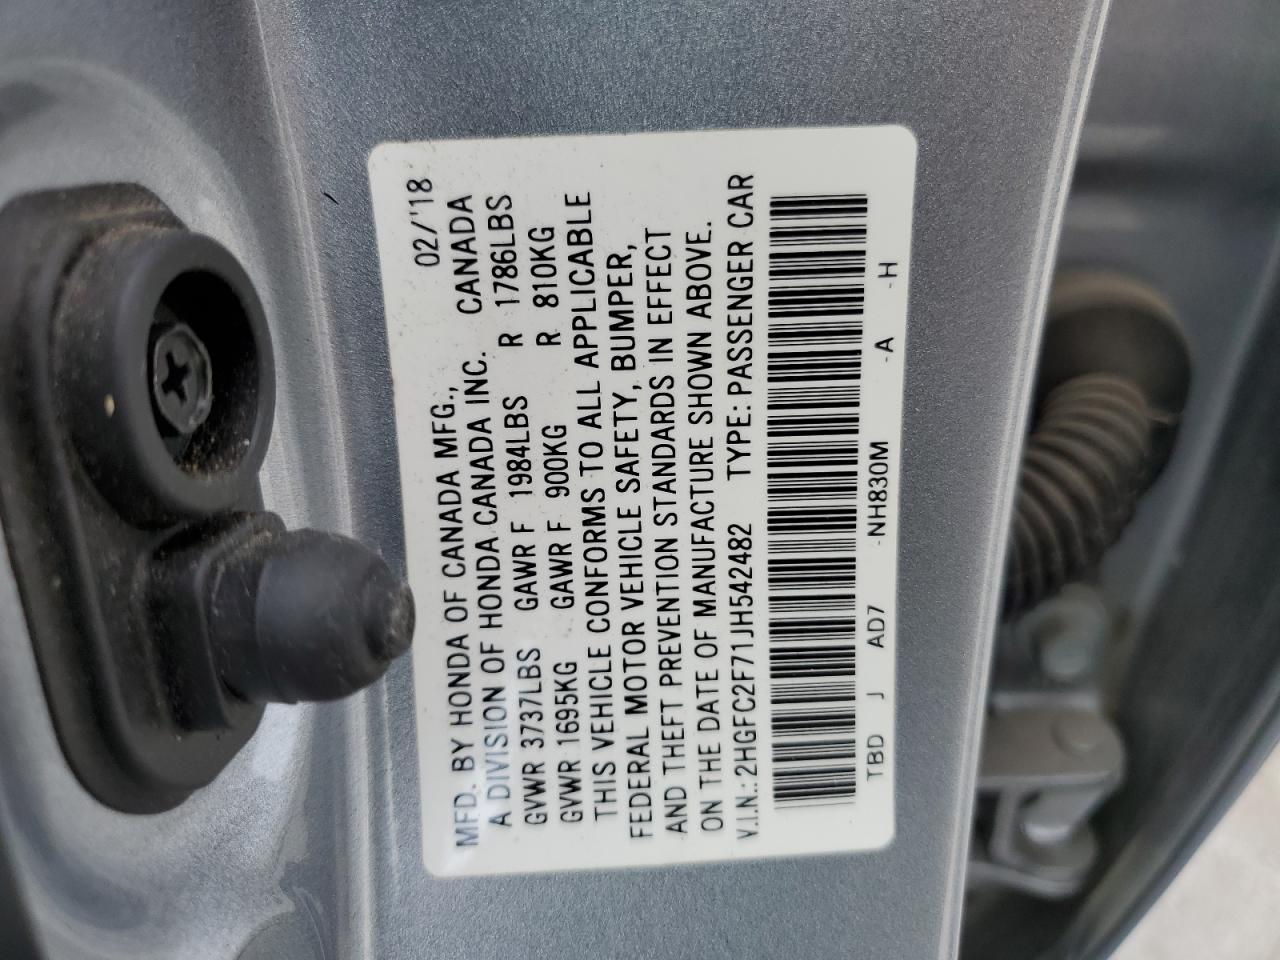 02/'18
MFD. BY HONDA OF CANADA MFG., CANADA
A DIVISION OF HONDA CANADA INC.
GVWR 3737LBS GAWR F 1984LBS R 1786LBS
GVWR 1695KG GAWR F 900KG R 810KG
THIS VEHICLE CONFORMS TO ALL APPLICABLE
FEDERAL MOTOR VEHICLE SAFETY, BUMPER,
AND THEFT PREVENTION STANDARDS IN EFFECT
ON THE DATE OF MANUFACTURE SHOWN ABOVE.
V.I.N.: 2HGFC2F71JH542482 TYPE: PASSENGER CAR
TBD J AD7 -NH830M -A -H